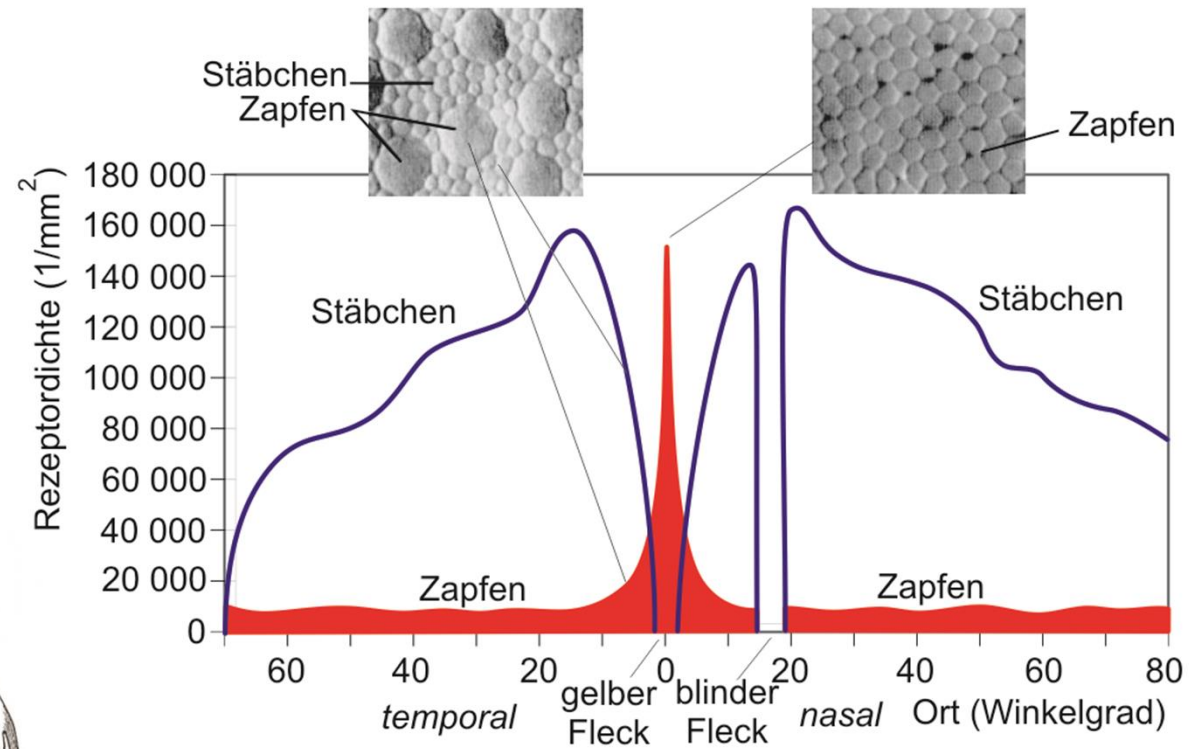 Stäbchen
Zapfen
Zapfen
Rezeptordichte (1/mm²)
180 000
160 000
140 000
120 000
100 000
80 000
60 000
40 000
20 000
0
Stäbchen
Stäbchen
Zapfen
Zapfen
60 40 20 0 20 40 60 80
temporal
gelber Fleck
blinder Fleck
nasal
Ort (Winkelgrad)